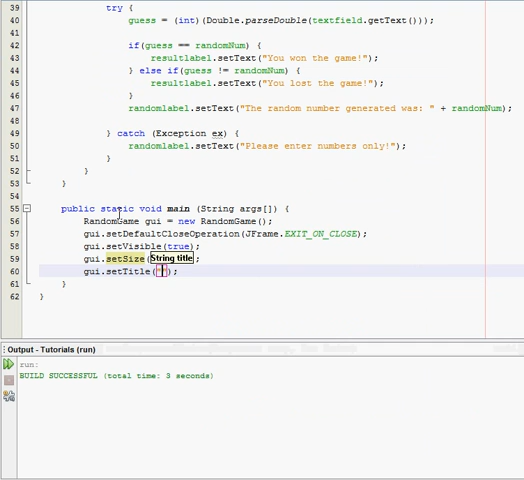 39 try {
40 guess = (int)(Double.parseDouble(textfield.getText()));
41
42 if(guess == randomNum) {
43 resultlabel.setText("You won the game!");
44 } else if(guess != randomNum) {
45 resultlabel.setText("You lost the game!");
46 }
47 randomlabel.setText("The random number generated was: " + randomNum);
48
49 } catch (Exception ex) {
50 randomlabel.setText("Please enter numbers only!");
51 }
52 }
53 }
54
55 public static void main (String args[]) {
56 RandomGame gui = new RandomGame();
57 gui.setDefaultCloseOperation(JFrame.EXIT_ON_CLOSE);
58 gui.setVisible(true);
59 gui.setSize( String title ;
60 gui.setTitle("");
61 }
62 }
Output - Tutorials (run)
run:
BUILD SUCCESSFUL (total time: 3 seconds)